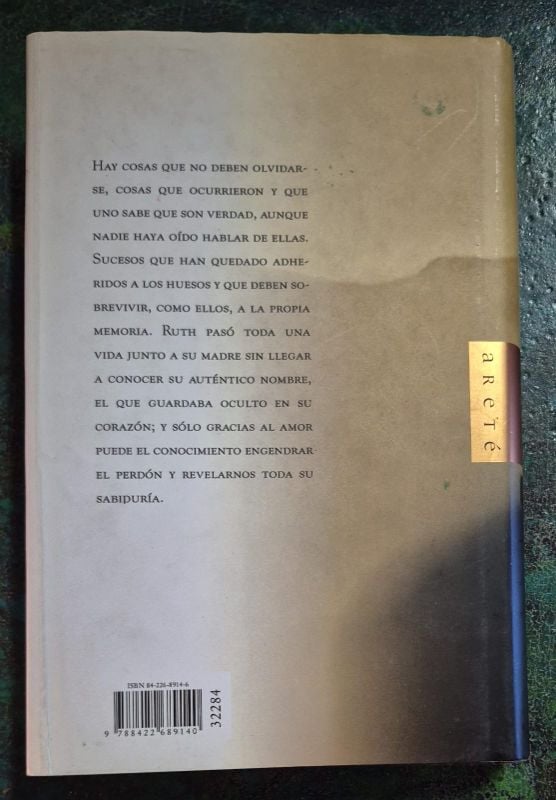 Hay cosas que no deben olvidar-
se, cosas que ocurrieron y que
uno sabe que son verdad, aunque
nadie haya oído hablar de ellas.
Sucesos que han quedado adhe-
ridos a los huesos y que deben so-
brevivir, como ellos, a la propia
memoria. Ruth pasó toda una
vida junto a su madre sin llegar
a conocer su auténtico nombre,
el que guardaba oculto en su
corazón; y sólo gracias al amor
puede el conocimiento engendrar
el perdón y revelarnos toda su
sabiduría.
areté
ISBN 84-226-8914-6
9 788422 689140
32284